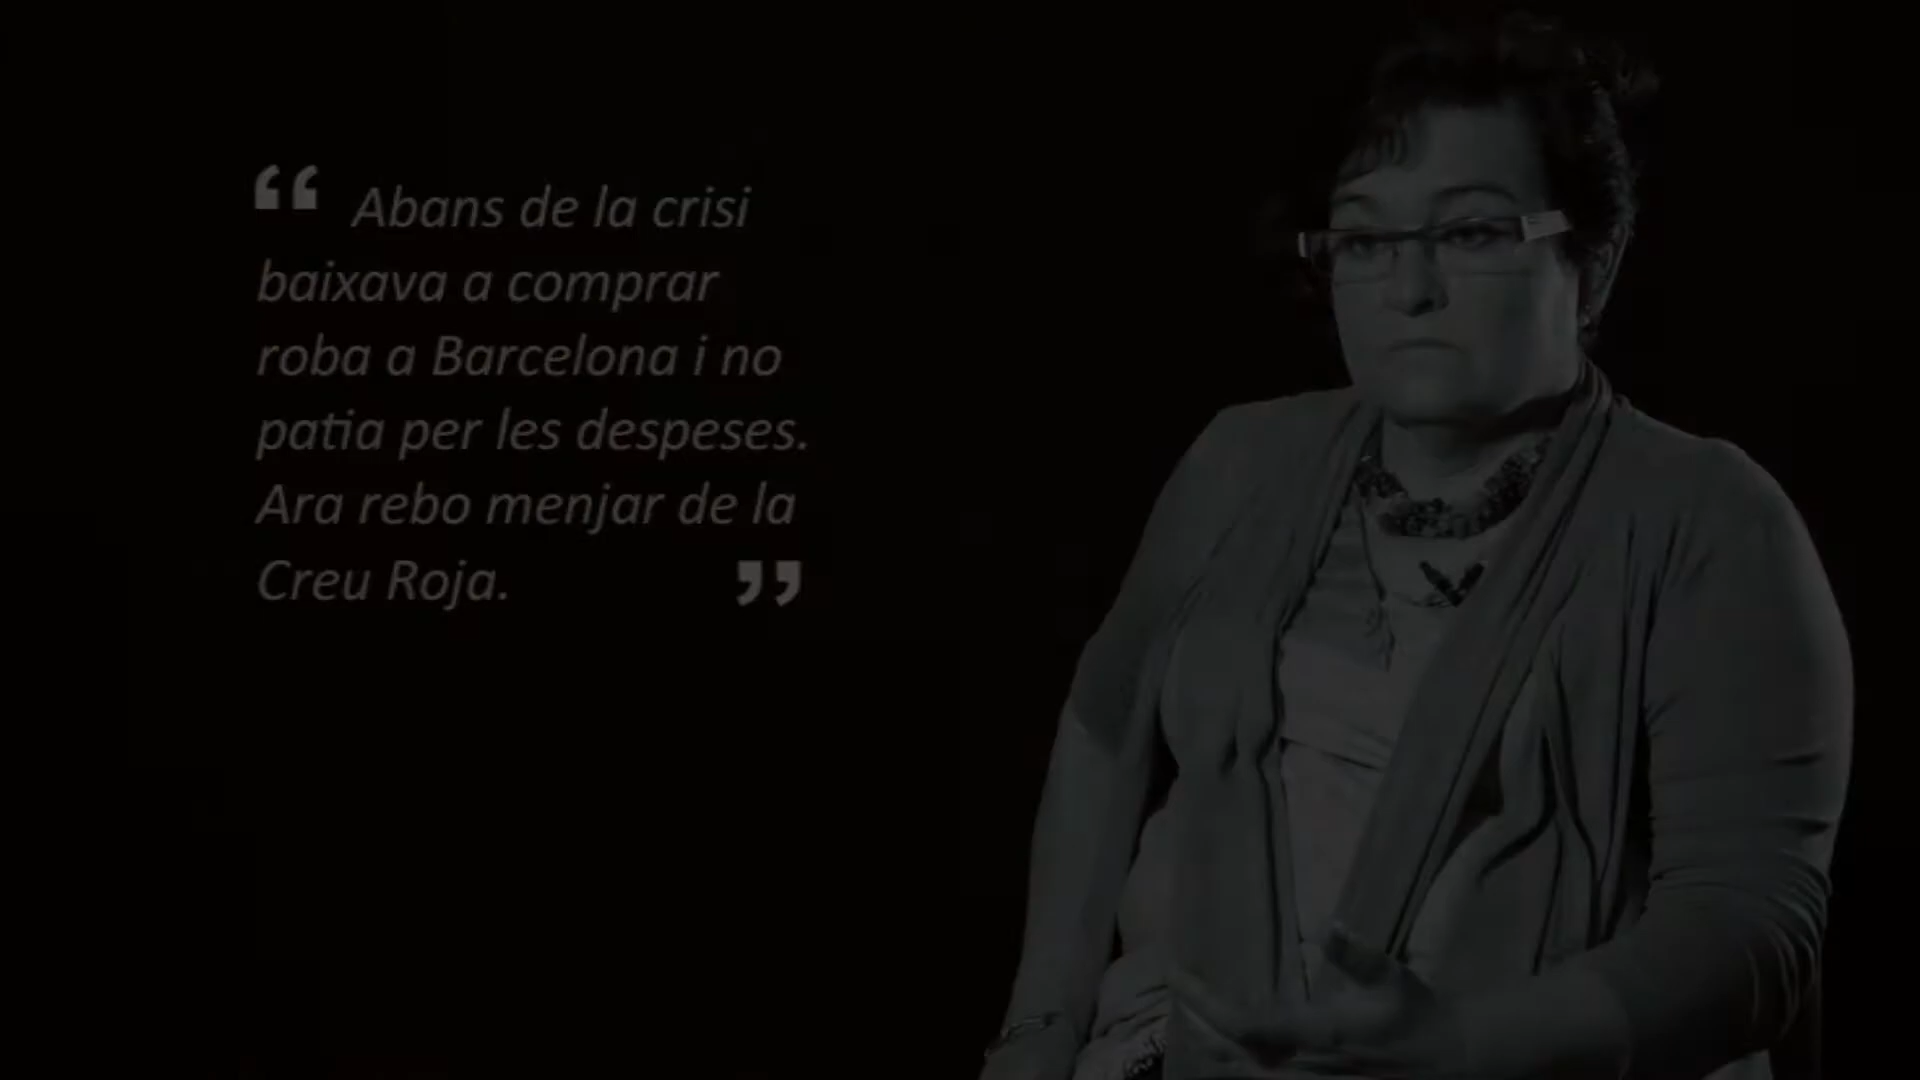 “ Abans de la crisi
baixava a comprar
roba a Barcelona i no
patia per les despeses.
Ara rebo menjar de la
Creu Roja. ”